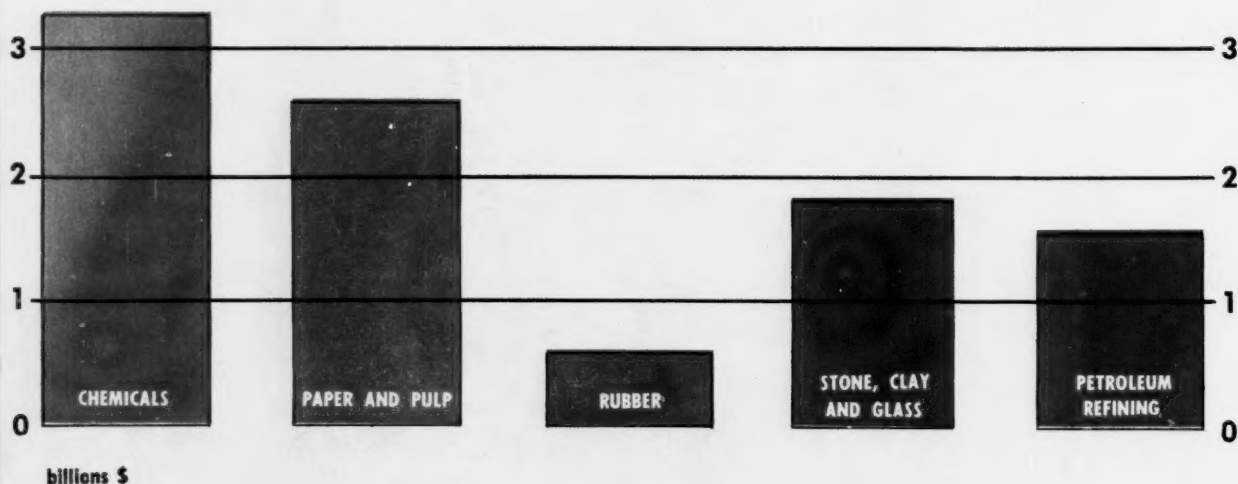 3 3
2 2
1 1
CHEMICALS
PAPER AND PULP
RUBBER
STONE, CLAY
AND GLASS
PETROLEUM
REFINING
0 0
billions $